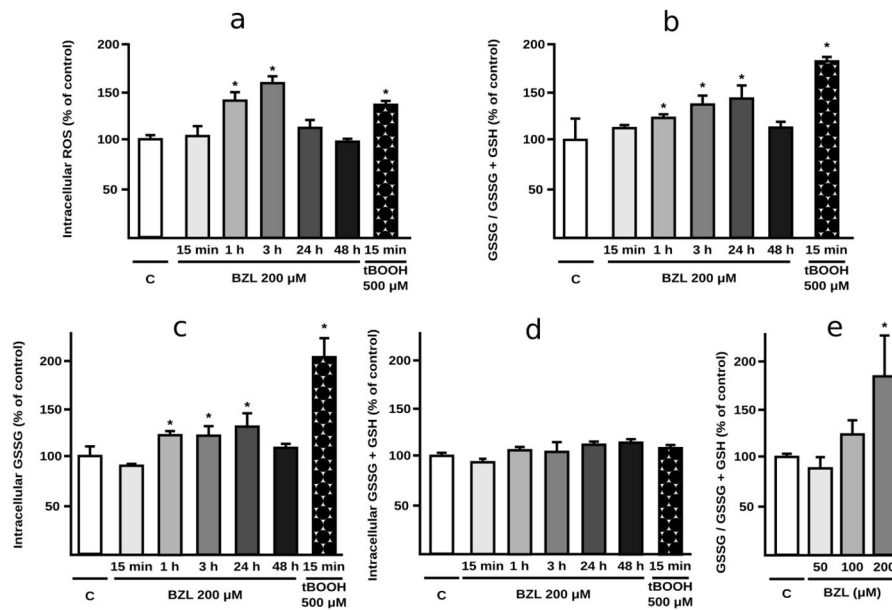 a
Intracellular ROS (% of control)
200
150
100
50
* * *
15 min 1 h 3 h 24 h 48 h 15 min
C BZL 200 µM tBOOH
500 µM
b
GSSG / GSSG + GSH (% of control)
200
150
100
50
* * * *
15 min 1 h 3 h 24 h 48 h 15 min
C BZL 200 µM tBOOH
500 µM
c
Intracellular GSSG (% of control)
200
150
100
50
* * * *
15 min 1 h 3 h 24 h 48 h 15 min
C BZL 200 µM tBOOH
500 µM
d
Intracellular GSSG + GSH (% of control)
200
150
100
50
15 min 1 h 3 h 24 h 48 h 15 min
C BZL 200 µM tBOOH
500 µM
e
GSSG / GSSG + GSH (% of control)
200
150
100
50
*
50 100 200
C BZL (µM)